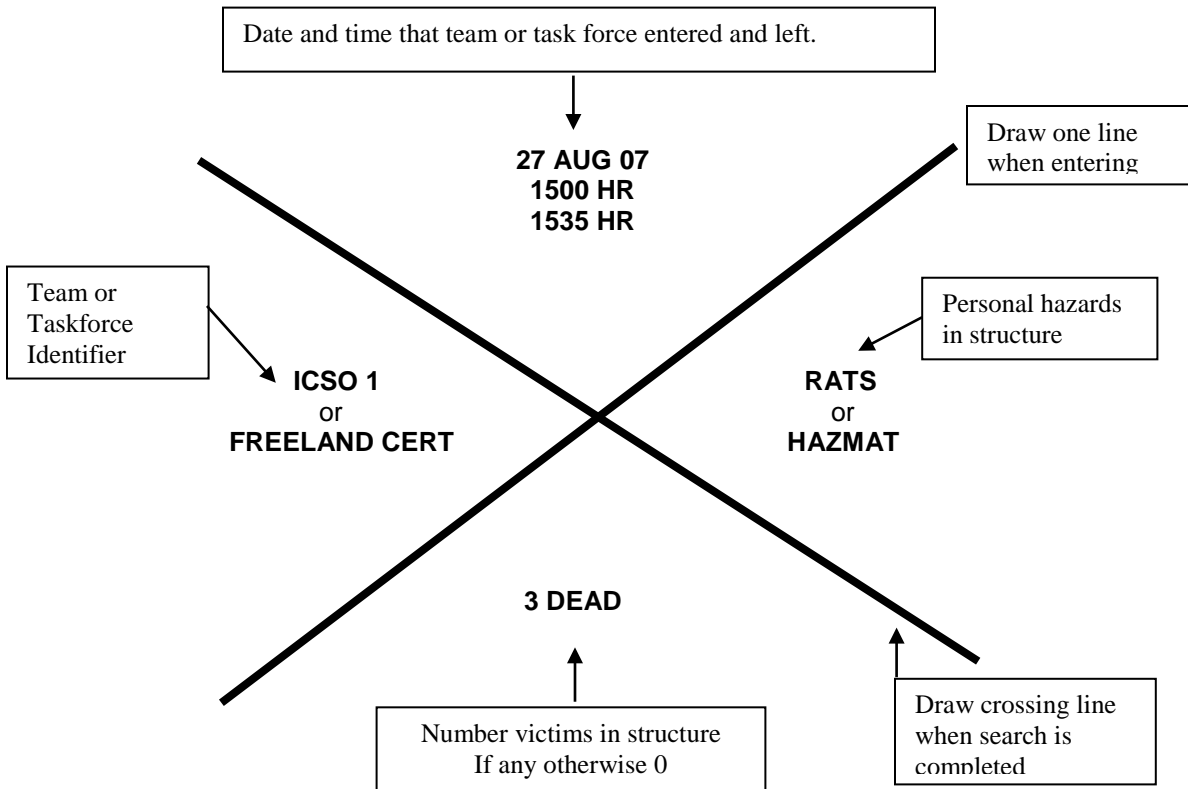 Date and time that team or task force entered and left.
27 AUG 07
1500 HR
1535 HR
Draw one line
when entering
Team or
Taskforce
Identifier
Personal hazards
in structure
ICSO 1
or
FREELAND CERT
RATS
or
HAZMAT
3 DEAD
Number victims in structure
If any otherwise 0
Draw crossing line
when search is
completed